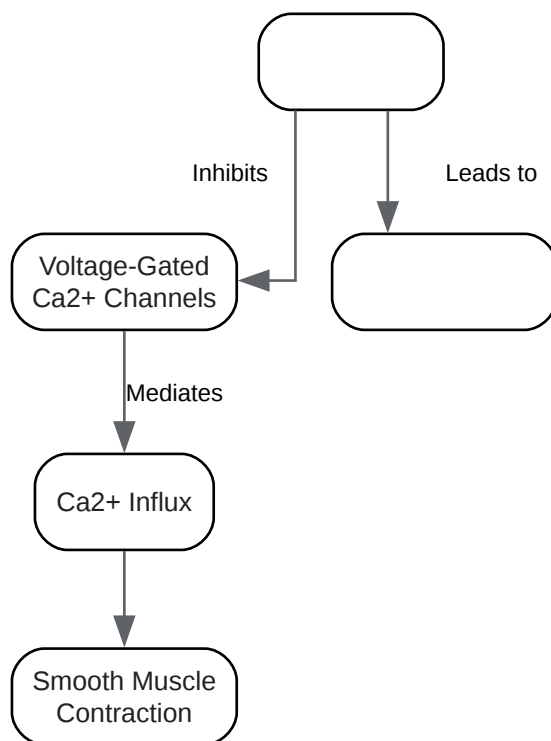 Inhibits
Leads to
Voltage-Gated
Ca2+ Channels
Mediates
Ca2+ Influx
Smooth Muscle
Contraction